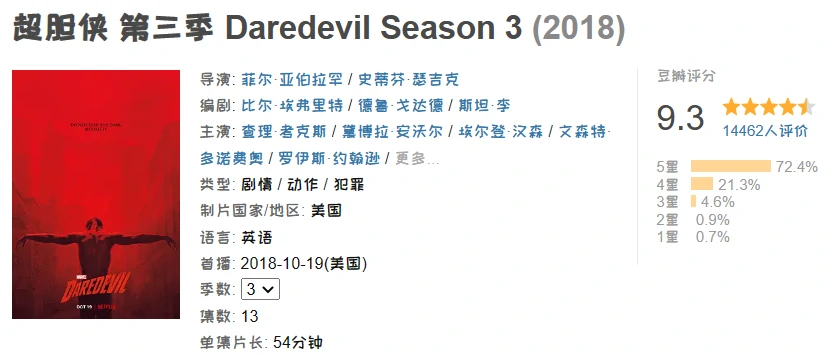 超胆侠 第三季 Daredevil Season 3 (2018)
导演: 菲尔·亚伯拉罕 / 史蒂芬·瑟吉克
编剧: 比尔·埃弗里特 / 德鲁·戈达德 / 斯坦·李
主演: 查理·考克斯 / 黛博拉·安沃尔 / 埃尔登·汉森 / 文森特·
多诺费奥 / 罗伊斯·约翰逊 / 更多...
类型: 剧情 / 动作 / 犯罪
制片国家/地区: 美国
语言: 英语
首播: 2018-10-19(美国)
季数: 3
集数: 13
单集片长: 54分钟
豆瓣评分
9.3
14462人评价
5星 72.4%
4星 21.3%
3星 4.6%
2星 0.9%
1星 0.7%
MARVEL
DAREDEVIL
OCT 19 | NETFLIX